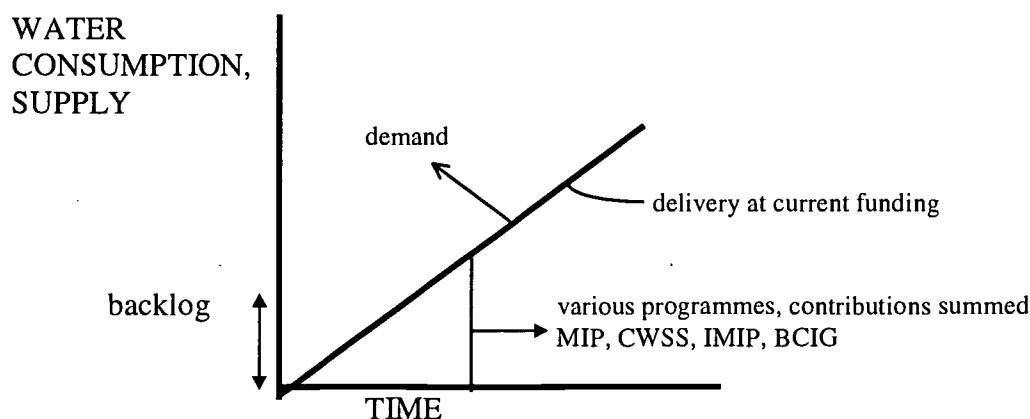 WATER
CONSUMPTION,
SUPPLY
demand
delivery at current funding
backlog
various programmes, contributions summed
MIP, CWSS, IMIP, BCIG
TIME